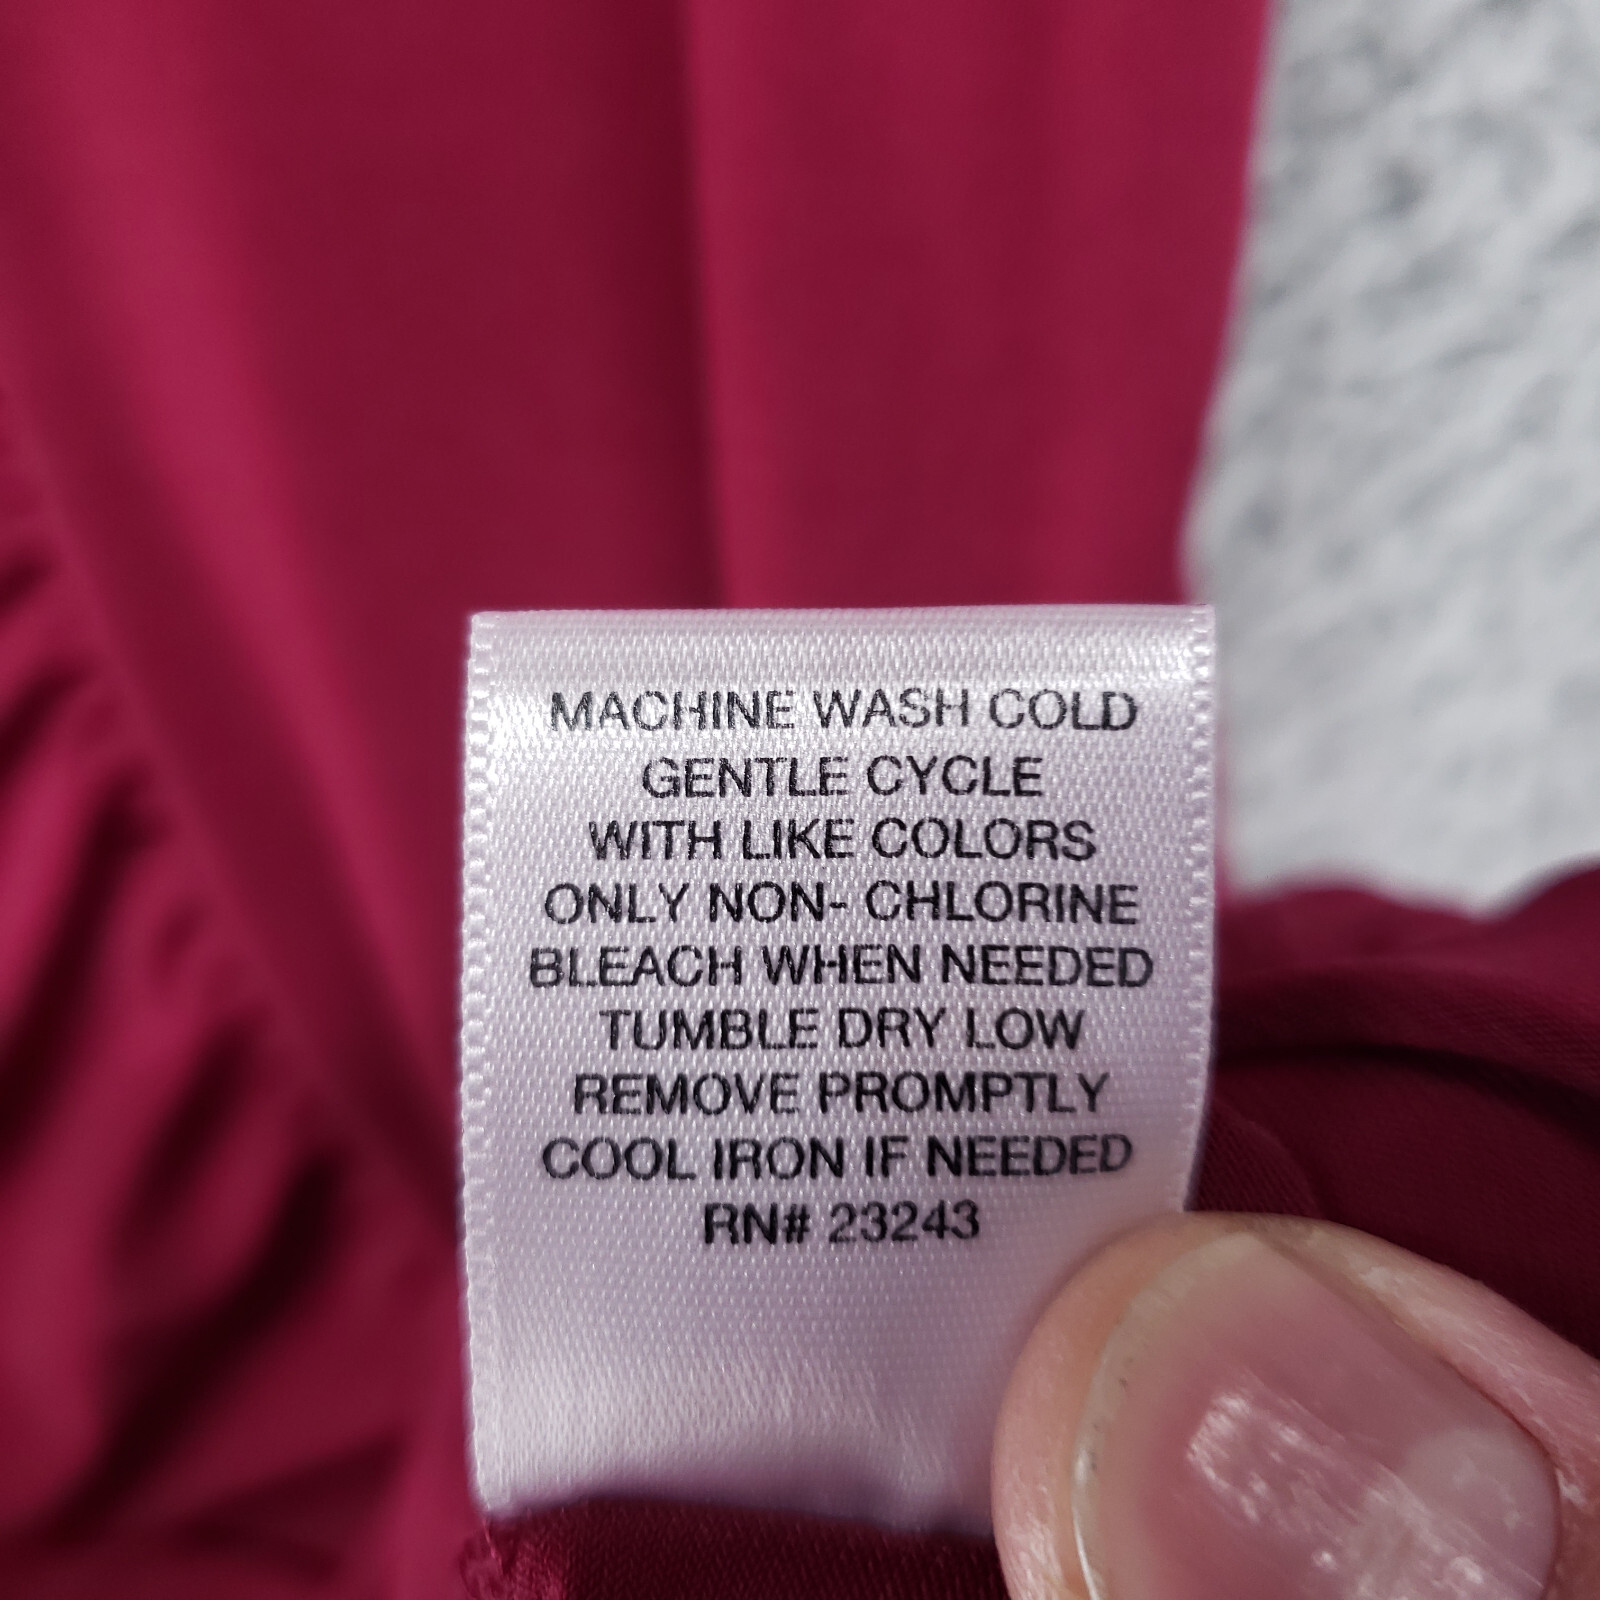 MACHINE WASH COLD
GENTLE CYCLE
WITH LIKE COLORS
ONLY NON- CHLORINE
BLEACH WHEN NEEDED
TUMBLE DRY LOW
REMOVE PROMPTLY
COOL IRON IF NEEDED
RN# 23243